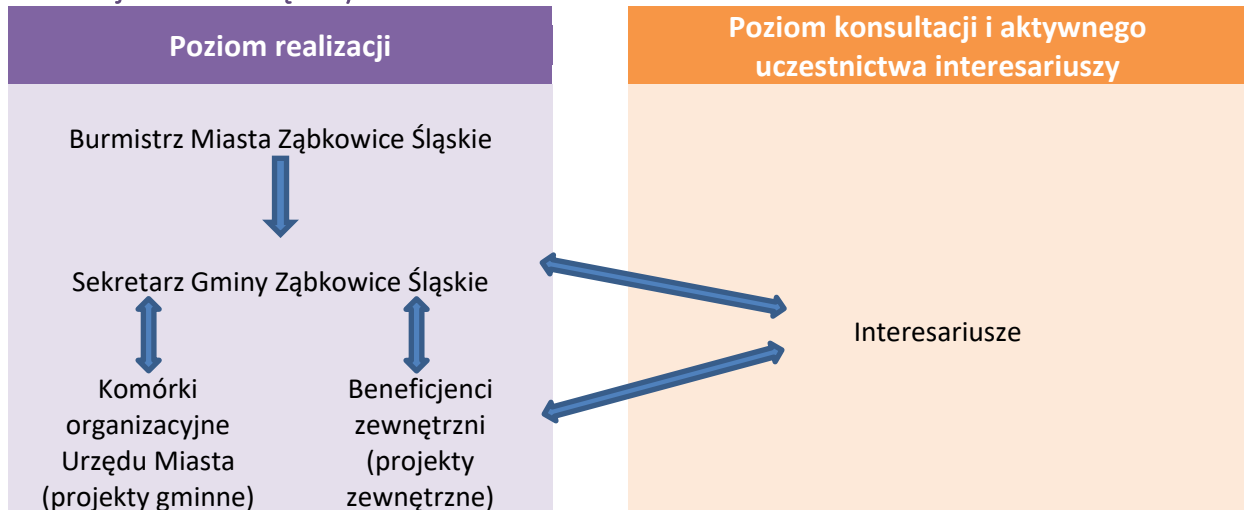 Poziom realizacji
Poziom konsultacji i aktywnego
uczestnictwa interesariuszy
Burmistrz Miasta Ząbkowice Śląskie
Sekretarz Gminy Ząbkowice Śląskie
Interesariusze
Komórki
organizacyjne
Urzędu Miasta
(projekty gminne)
Beneficjenci
zewnętrzni
(projekty
zewnętrzne)